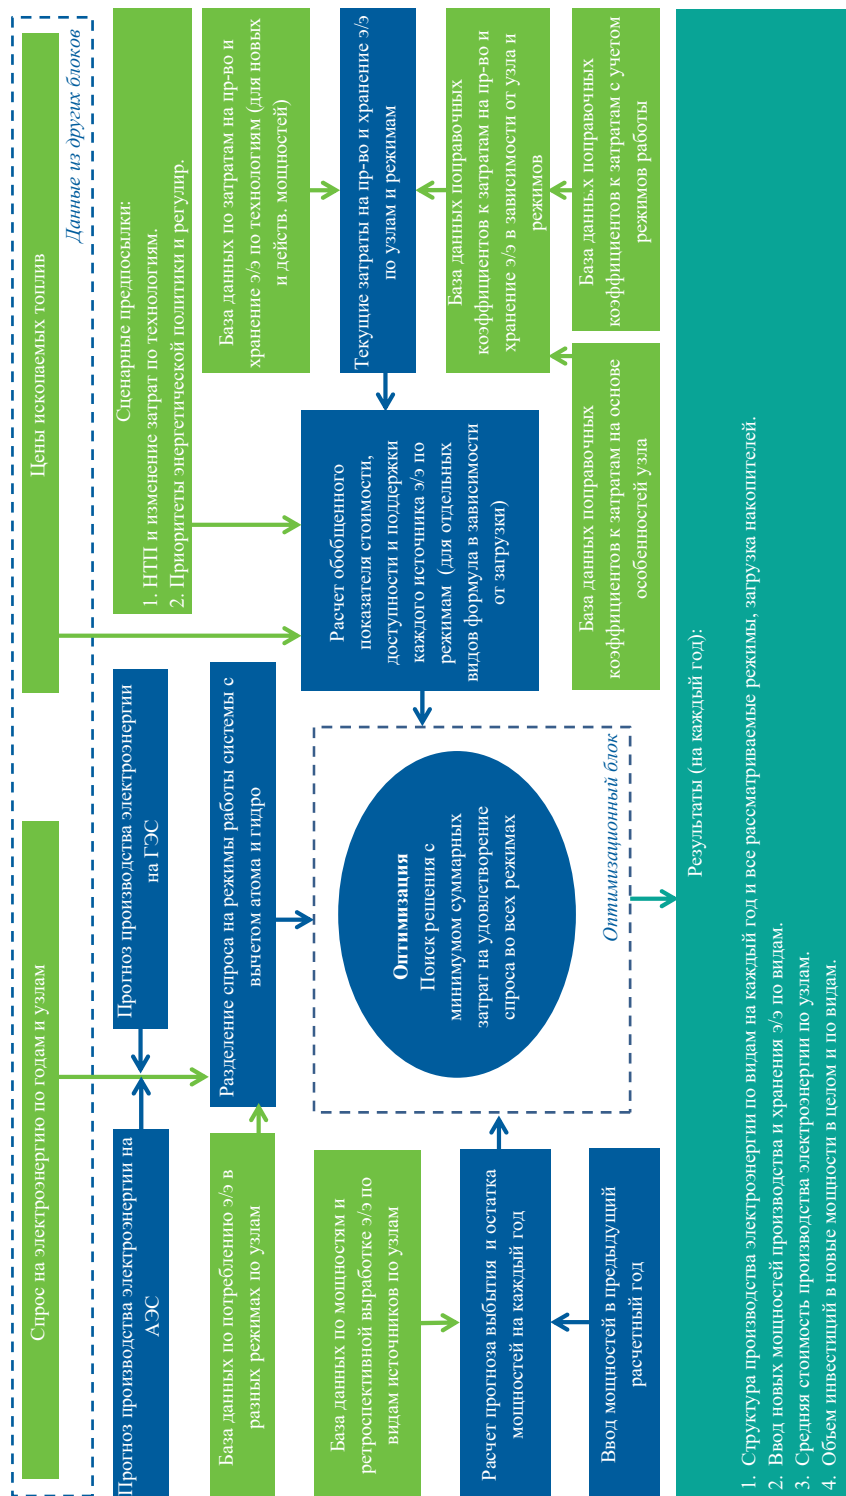 Данные из других блоков
Спрос на электроэнергию по годам и узлам
Цены ископаемых топлив
Прогноз производства электроэнергии на
АЭС
Прогноз производства электроэнергии
на ГЭС
Сценарные предпосылки:
1. НТП и изменение затрат по технологиям.
2. Приоритеты энергетической политики и регулир.
База данных по потреблению э/э в
разных режимах по узлам
Разделение спроса на режимы работы системы с
вычетом атома и гидро
База данных по затратам на пр-во и
хранение э/э по технологиям (для новых
и действ. мощностей)
База данных по мощностям и
ретроспективной выработке э/э по
видам источников по узлам
Оптимизация
Поиск решения с
минимумом суммарных
затрат на удовлетворение
спроса во всех режимах
Оптимизационный блок
Расчет обобщенного
показателя стоимости,
доступности и поддержки
каждого источника э/э по
режимам (для отдельных
видов формула в зависимости
от загрузки)
Текущие затраты на пр-во и хранение э/э
по узлам и режимам
Расчет прогноза выбытия и остатка
мощностей на каждый год
База данных поправочных
коэффициентов к затратам на пр-во и
хранение э/э в зависимости от узла и
режимов
Ввод мощностей в предыдущий
расчетный год
База данных поправочных
коэффициентов к затратам на основе
особенностей узла
База данных поправочных
коэффициентов к затратам с учетом
режимов работы
Результаты (на каждый год):
1. Структура производства электроэнергии по видам на каждый год и все рассматриваемые режимы, загрузка накопителей.
2. Ввод новых мощностей производства и хранения э/э по видам.
3. Средняя стоимость производства электроэнергии по узлам.
4. Объем инвестиций в новые мощности в целом и по видам.